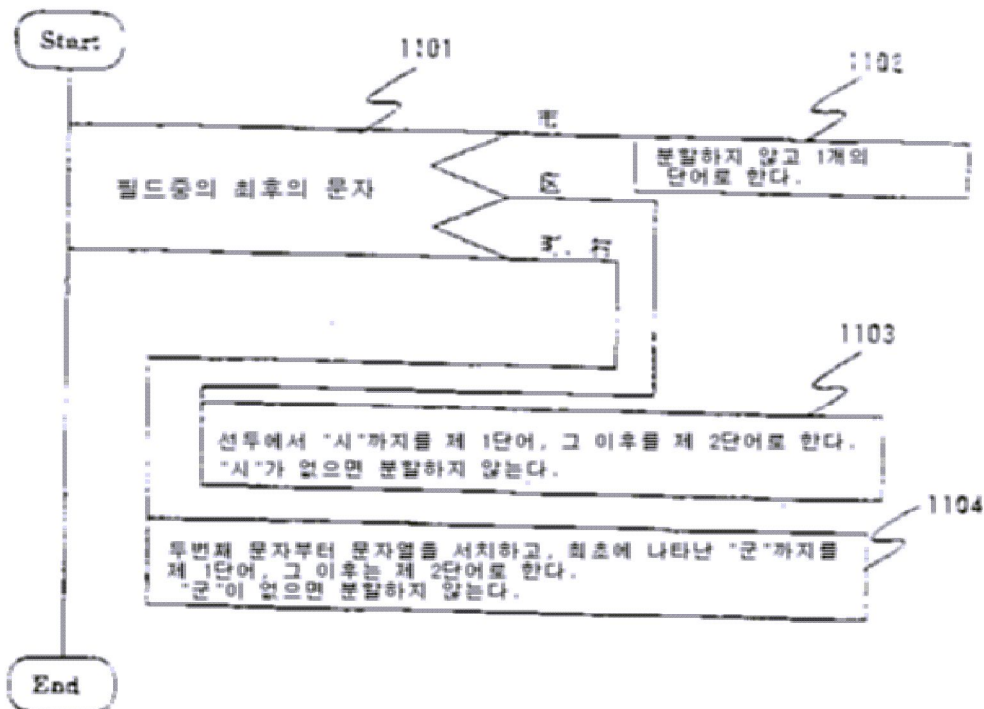 Start
1101
1102
市
분할하지 않고 1개의
단어로 한다.
필드중의 최후의 문자
区
町, 村
1103
선두에서 "시"까지를 제 1단어, 그 이후를 제 2단어로 한다.
"시"가 없으면 분할하지 않는다.
1104
두번째 문자부터 문자열을 서치하고, 최초에 나타난 "군"까지를
제 1단어, 그 이후는 제 2단어로 한다.
"군"이 없으면 분할하지 않는다.
End